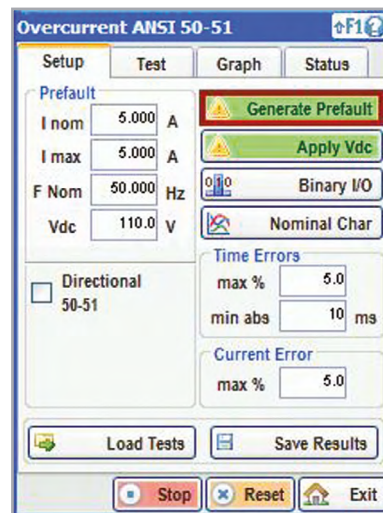 Overcurrent ANSI 50-51 F1
Setup Test Graph Status
Prefault
I nom 5.000 A
I max 5.000 A
F Nom 50.000 Hz
Vdc 110.0 V
Directional
50-51
Generate Prefault
Apply Vdc
Binary I/O
Nominal Char
Time Errors
max % 5.0
min abs 10 ms
Current Error
max % 5.0
Load Tests Save Results
Stop Reset Exit